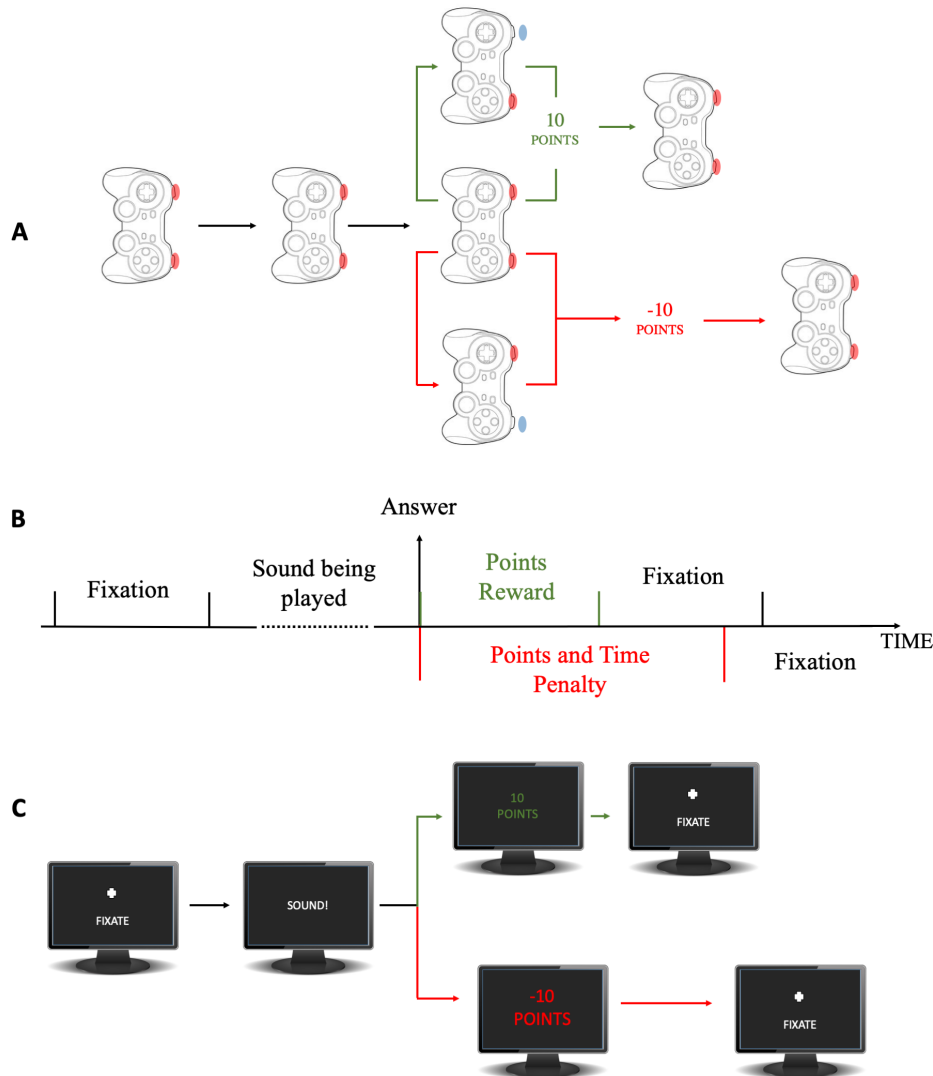 A
10
POINTS
-10
POINTS
B
Answer
Fixation
Sound being
played
Points
Reward
Fixation
TIME
Points and Time
Penalty
Fixation
C
10
POINTS
FIXATE
FIXATE
SOUND!
-10
POINTS
FIXATE